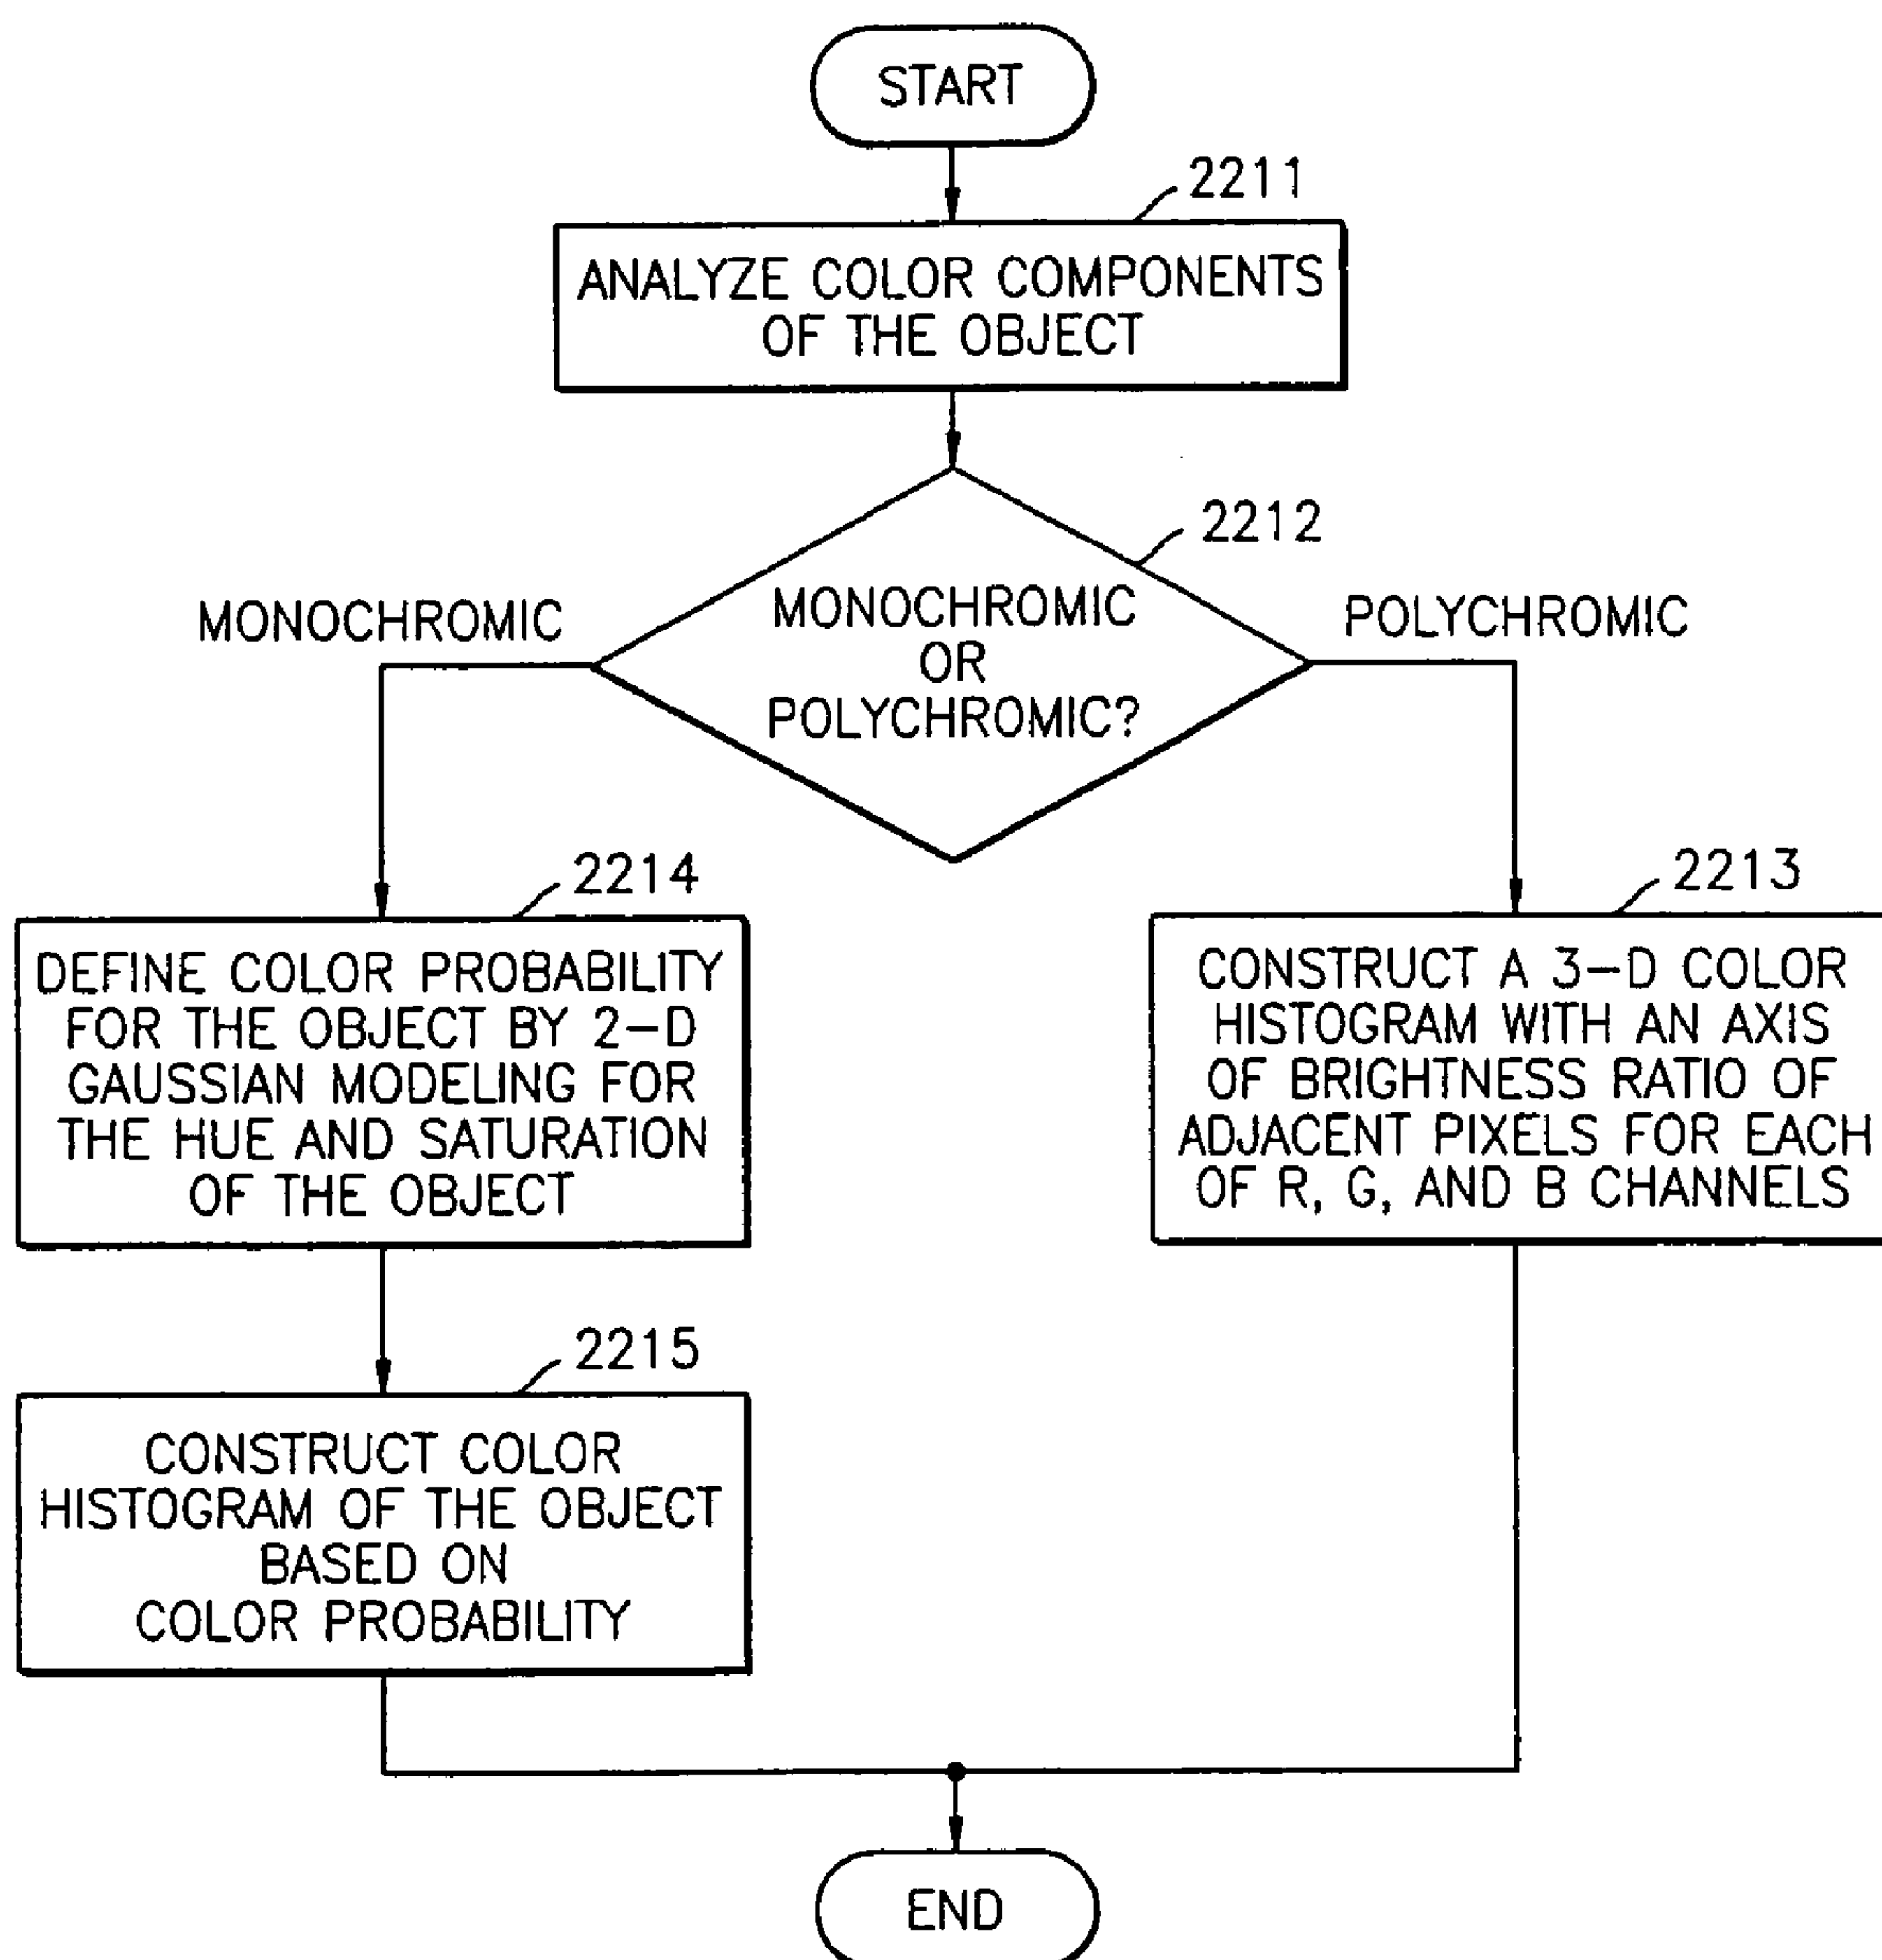 START
2211
ANALYZE COLOR COMPONENTS
OF THE OBJECT
2212
MONOCHROMIC
OR
POLYCHROMIC?
MONOCHROMIC
POLYCHROMIC
2214
DEFINE COLOR PROBABILITY
FOR THE OBJECT BY 2-D
GAUSSIAN MODELING FOR
THE HUE AND SATURATION
OF THE OBJECT
2213
CONSTRUCT A 3-D COLOR
HISTOGRAM WITH AN AXIS
OF BRIGHTNESS RATIO OF
ADJACENT PIXELS FOR EACH
OF R, G, AND B CHANNELS
2215
CONSTRUCT COLOR
HISTOGRAM OF THE OBJECT
BASED ON
COLOR PROBABILITY
END